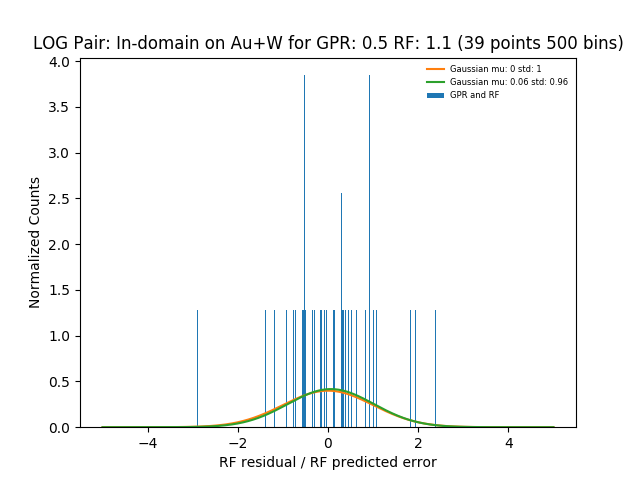 LOG Pair: In-domain on Au+W for GPR: 0.5 RF: 1.1 (39 points 500 bins)
Gaussian mu: 0 std: 1
Gaussian mu: 0.06 std: 0.96
GPR and RF
Normalized Counts
4.0
3.5
3.0
2.5
2.0
1.5
1.0
0.5
0.0
−4 −2 0 2 4
RF residual / RF predicted error